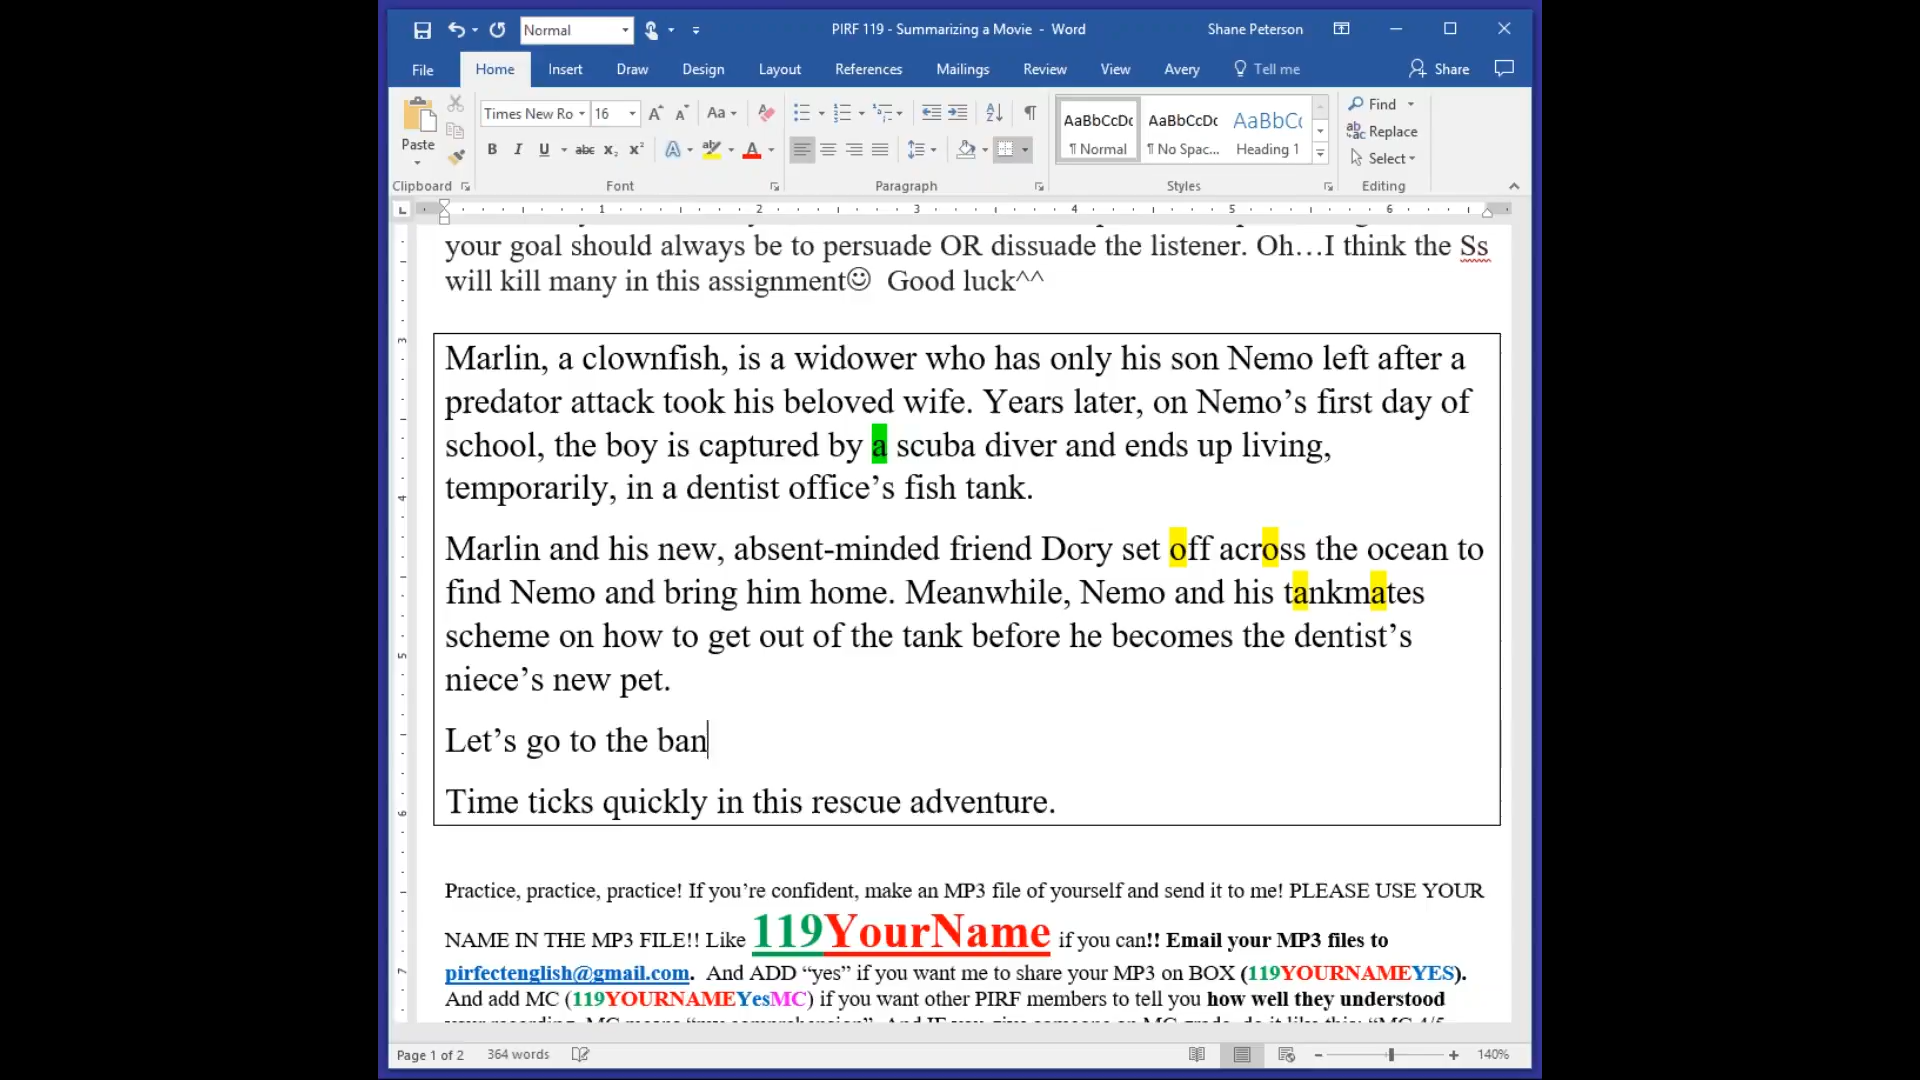 Normal
PIRF 119 - Summarizing a Movie - Word
Shane Peterson
File Home Insert Draw Design Layout References Mailings Review View Avery Tell me Share
Paste
Times New Ro 16 Aa
B I U abc X₂ X²
AaBbCcDc AaBbCcDc AaBbCc
¶ Normal ¶ No Spac... Heading 1
Find
Replace
Select
Clipboard Font Paragraph Styles Editing
1 2 3 4 5 6
your goal should always be to persuade OR dissuade the listener. Oh…I think the Ss
will kill many in this assignment☺ Good luck^^
Marlin, a clownfish, is a widower who has only his son Nemo left after a
predator attack took his beloved wife. Years later, on Nemo’s first day of
school, the boy is captured by a scuba diver and ends up living,
temporarily, in a dentist office’s fish tank.
Marlin and his new, absent-minded friend Dory set off across the ocean to
find Nemo and bring him home. Meanwhile, Nemo and his tankmates
scheme on how to get out of the tank before he becomes the dentist’s
niece’s new pet.
Let’s go to the ban
Time ticks quickly in this rescue adventure.
Practice, practice, practice! If you’re confident, make an MP3 file of yourself and send it to me! PLEASE USE YOUR
NAME IN THE MP3 FILE!! Like 119YourName if you can!! Email your MP3 files to
pirfectenglish@gmail.com. And ADD “yes” if you want me to share your MP3 on BOX (119YOURNAMEYES).
And add MC (119YOURNAMEYesMC) if you want other PIRF members to tell you how well they understood
Page 1 of 2 364 words 140%